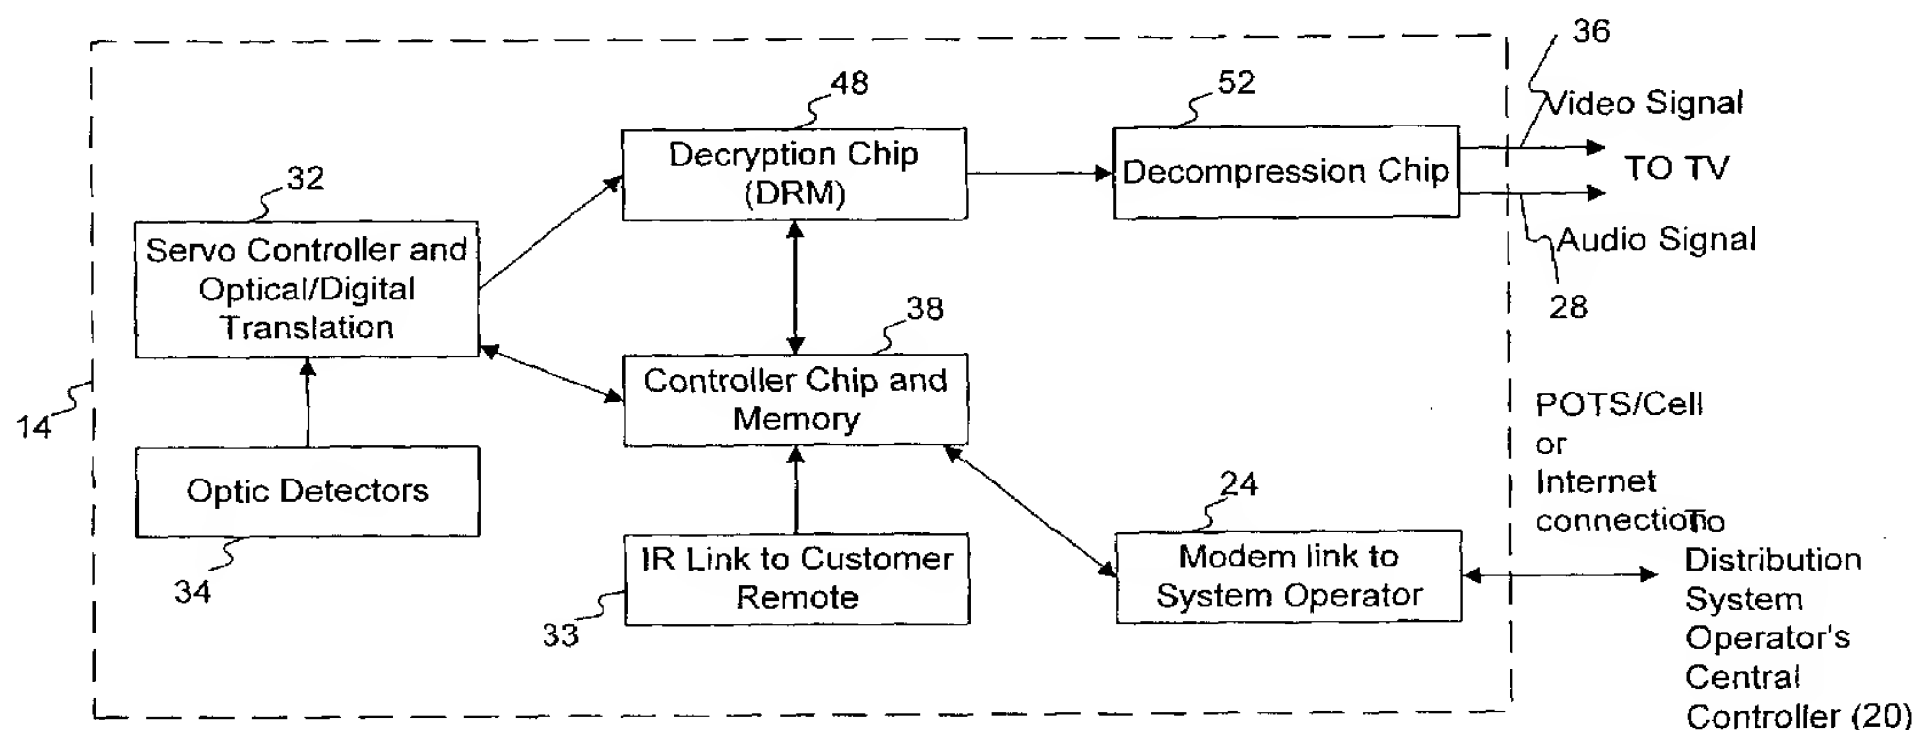 36
48
52
Video Signal
Decryption Chip
(DRM)
Decompression Chip
TO TV
32
Servo Controller and
Optical/Digital
Translation
Audio Signal
28
38
Controller Chip and
Memory
14
POTS/Cell
or
Internet
connection
Optic Detectors
34
24
IR Link to Customer
Remote
33
Modem link to
System Operator
To
Distribution
System
Operator's
Central
Controller (20)